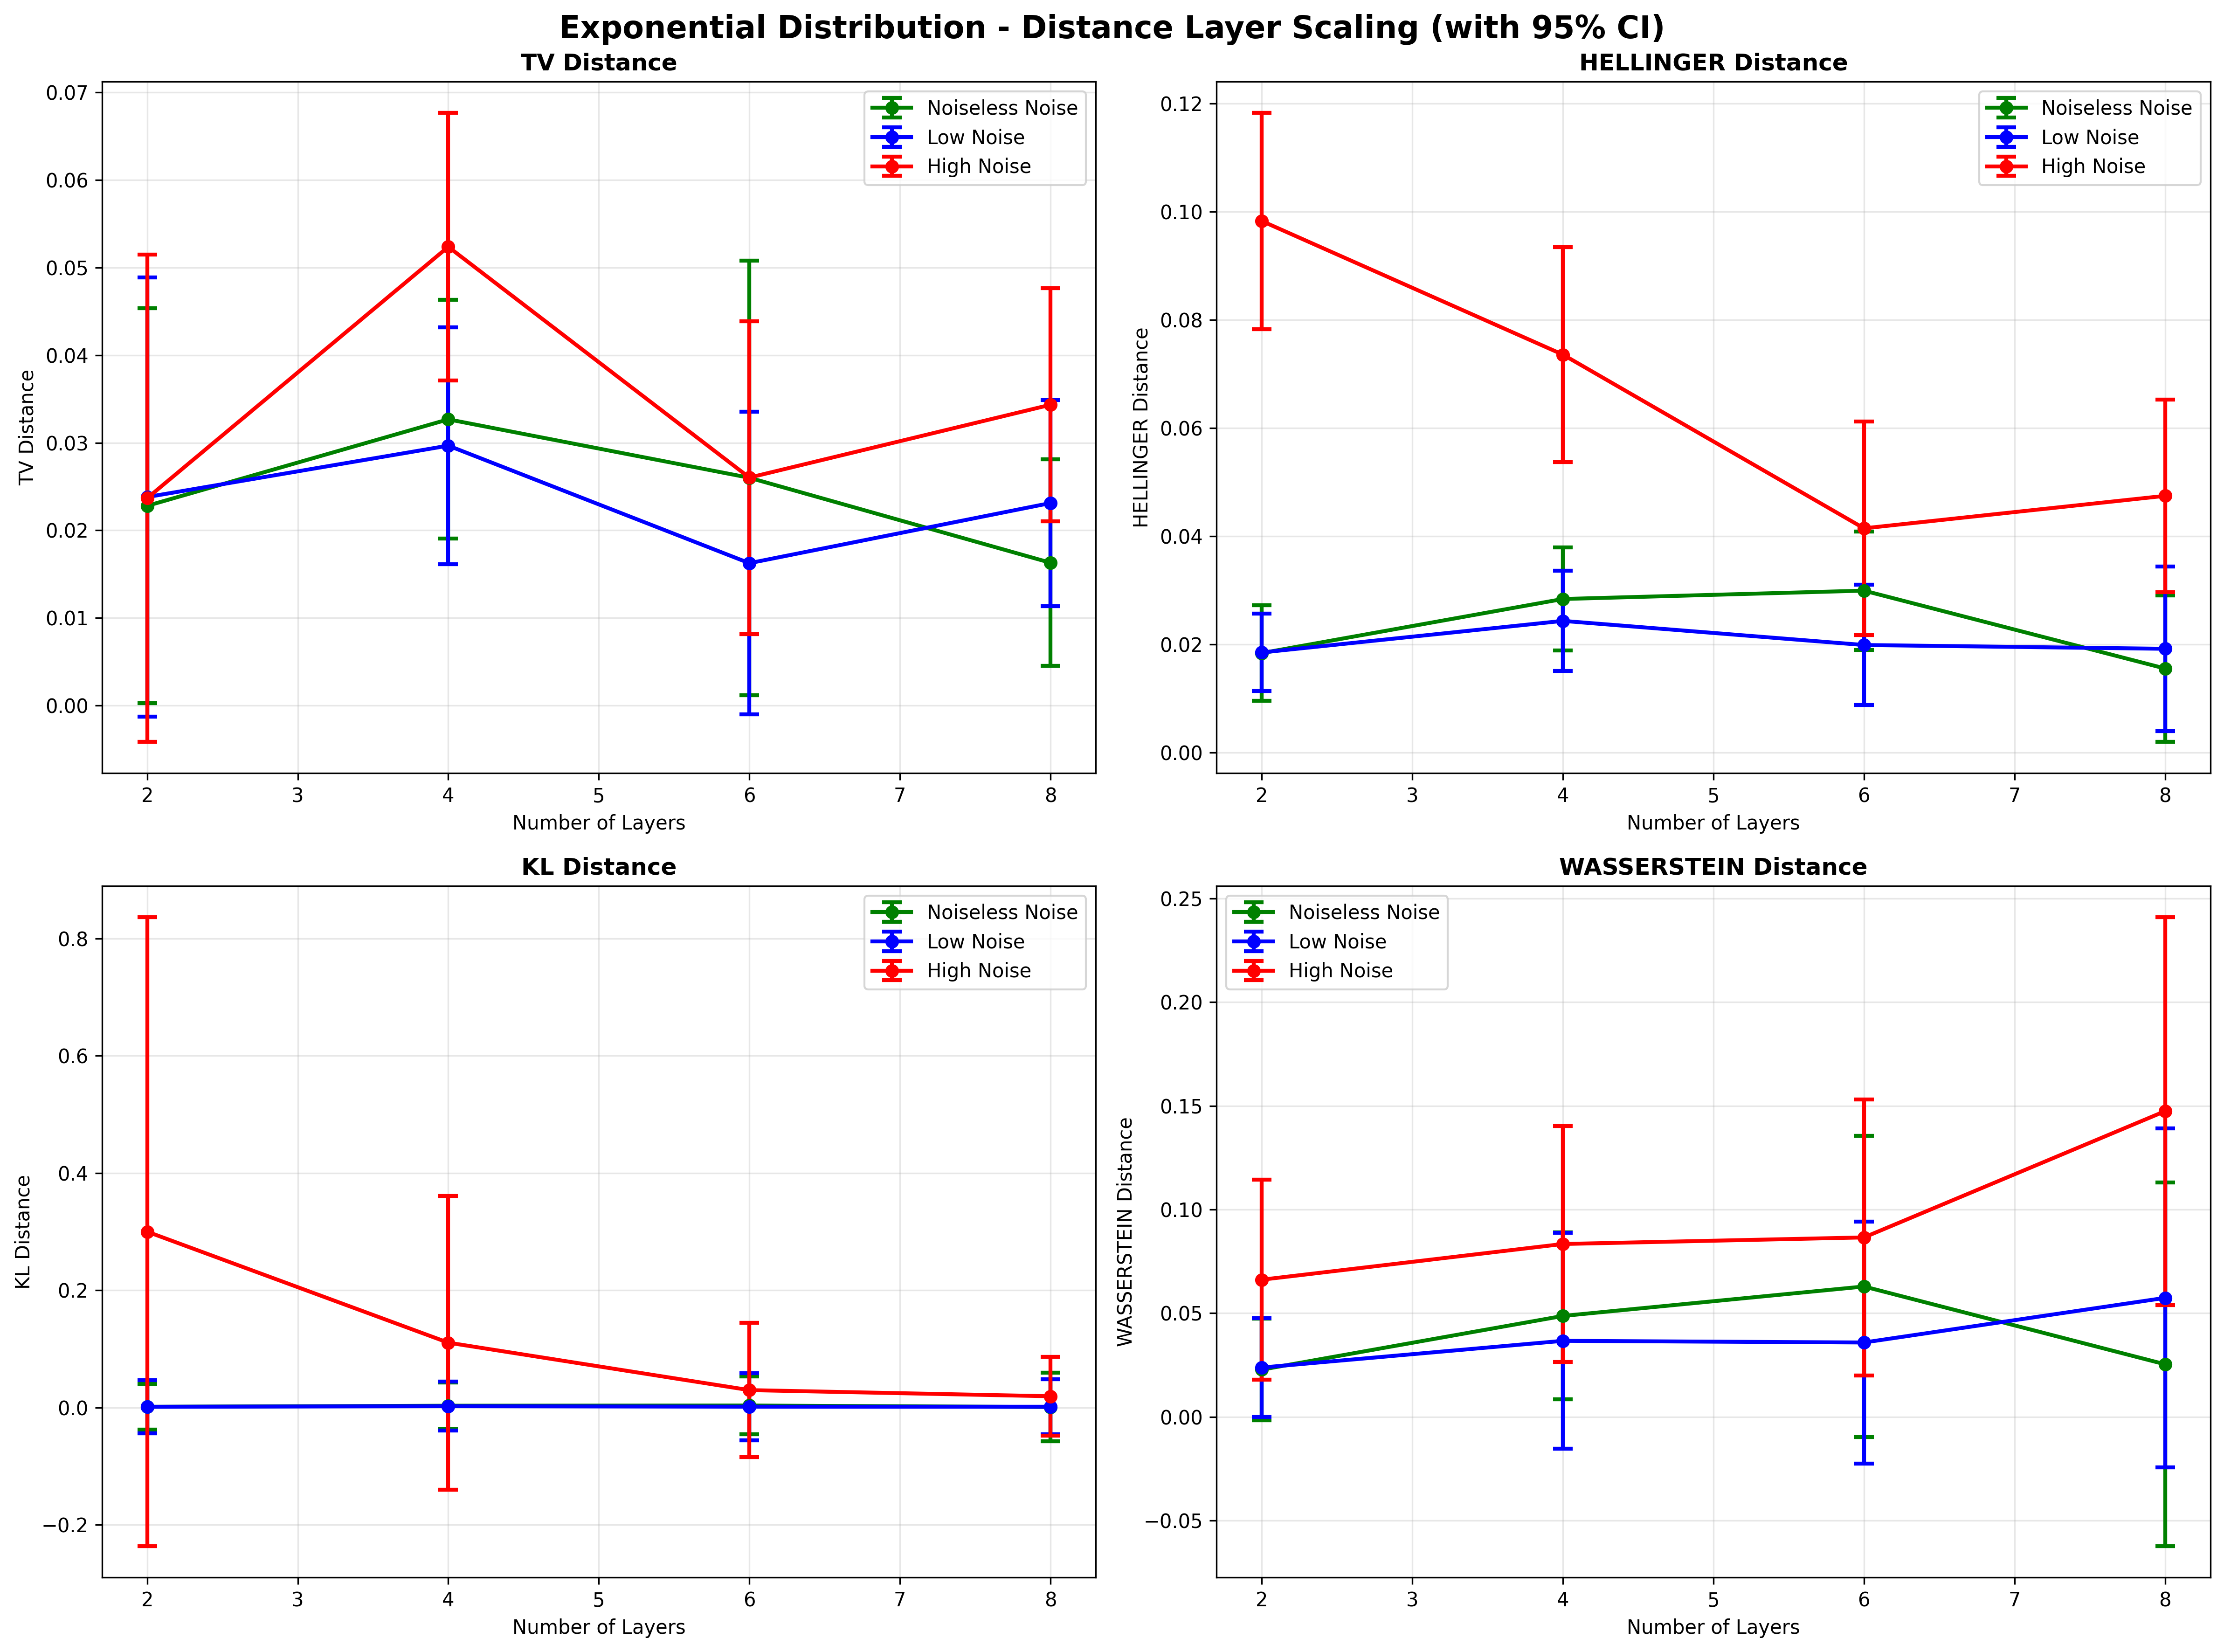 Exponential Distribution - Distance Layer Scaling (with 95% CI)
TV Distance
TV Distance
0.07
0.06
0.05
0.04
0.03
0.02
0.01
0.00
Noiseless Noise
Low Noise
High Noise
2 3 4 5 6 7 8
Number of Layers
HELLINGER Distance
HELLINGER Distance
0.12
0.10
0.08
0.06
0.04
0.02
0.00
Noiseless Noise
Low Noise
High Noise
2 3 4 5 6 7 8
Number of Layers
KL Distance
KL Distance
0.8
0.6
0.4
0.2
0.0
−0.2
Noiseless Noise
Low Noise
High Noise
2 3 4 5 6 7 8
Number of Layers
WASSERSTEIN Distance
WASSERSTEIN Distance
0.25
0.20
0.15
0.10
0.05
0.00
−0.05
Noiseless Noise
Low Noise
High Noise
2 3 4 5 6 7 8
Number of Layers